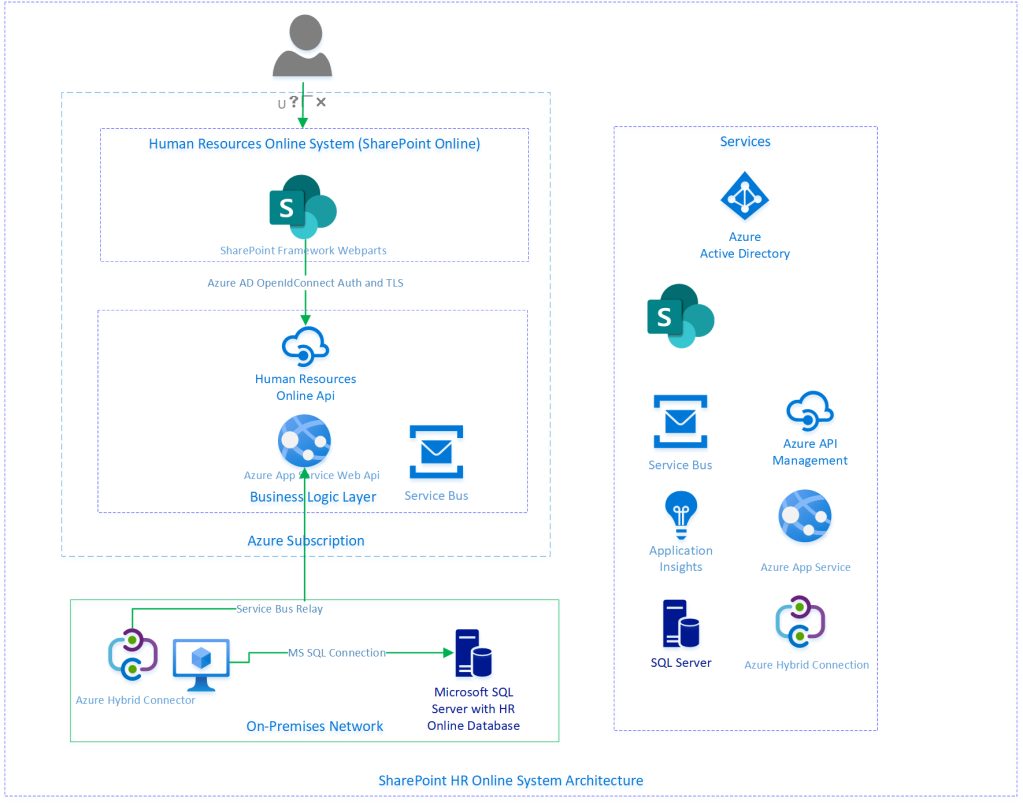 Human Resources Online System (SharePoint Online)
S
SharePoint Framework Webparts
Azure AD OpenIdConnect Auth and TLS
Human Resources
Online Api
Azure App Service Web Api
Business Logic Layer
Service Bus
Azure Subscription
Service Bus Relay
MS SQL Connection
Azure Hybrid Connector
Microsoft SQL
Server with HR
Online Database
On-Premises Network
Services
Azure
Active Directory
S
Service Bus
Azure API
Management
Application
Insights
Azure App Service
SQL Server
Azure Hybrid Connection
SharePoint HR Online System Architecture